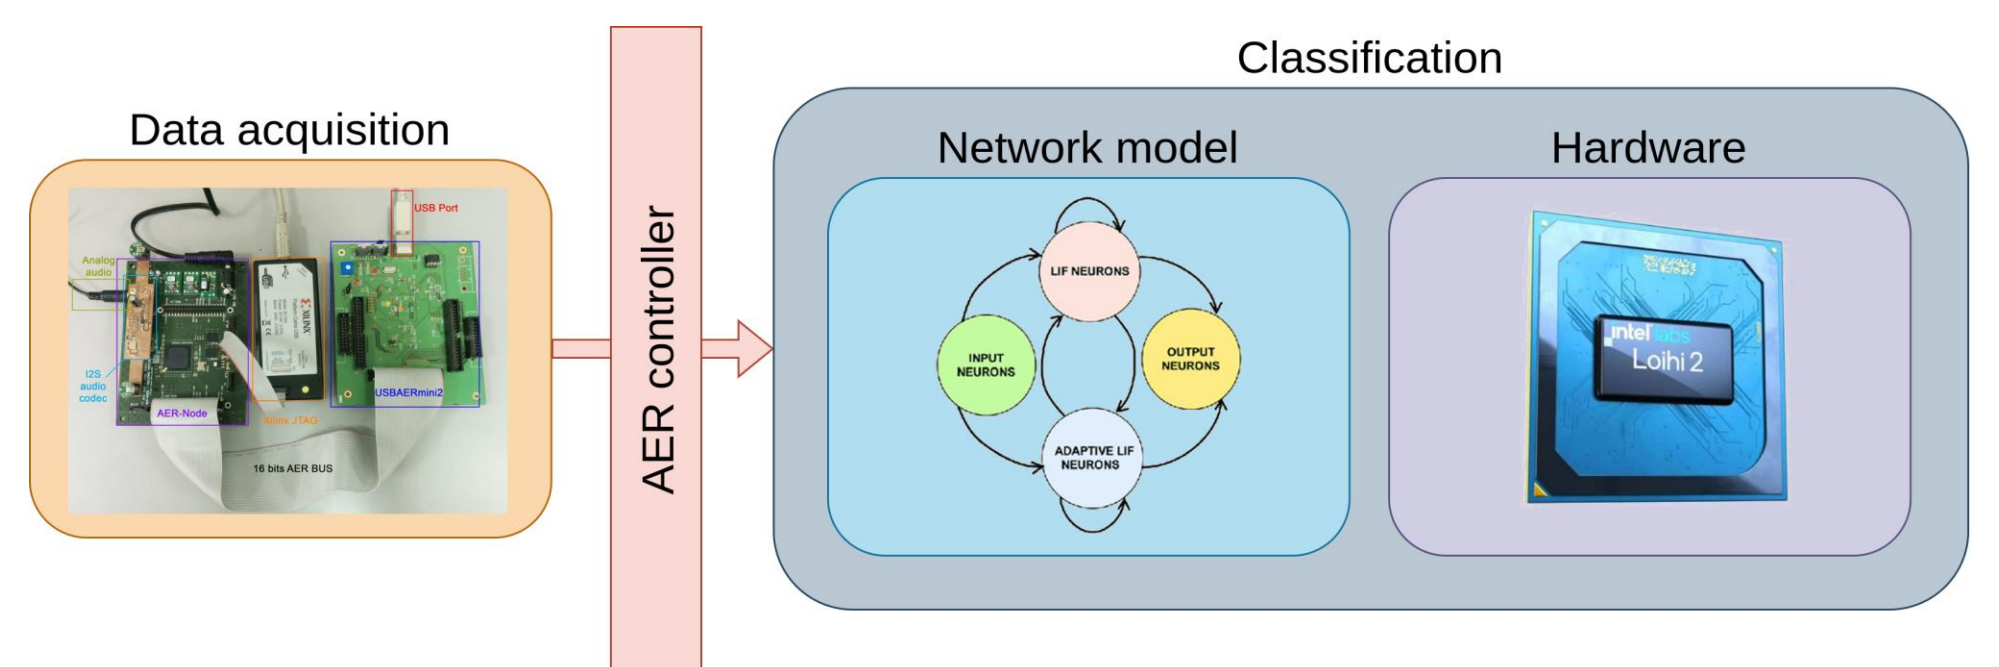 Classification
Data acquisition
Network model
Hardware
AER controller
USB Port
Analog
audio
I2S
audio
codec
AER-Node
XILINX
Xilinx JTAG
USBAERmini2
16 bits AER BUS
LIF NEURONS
INPUT
NEURONS
OUTPUT
NEURONS
ADAPTIVE LIF
NEURONS
intel labs
Loihi 2